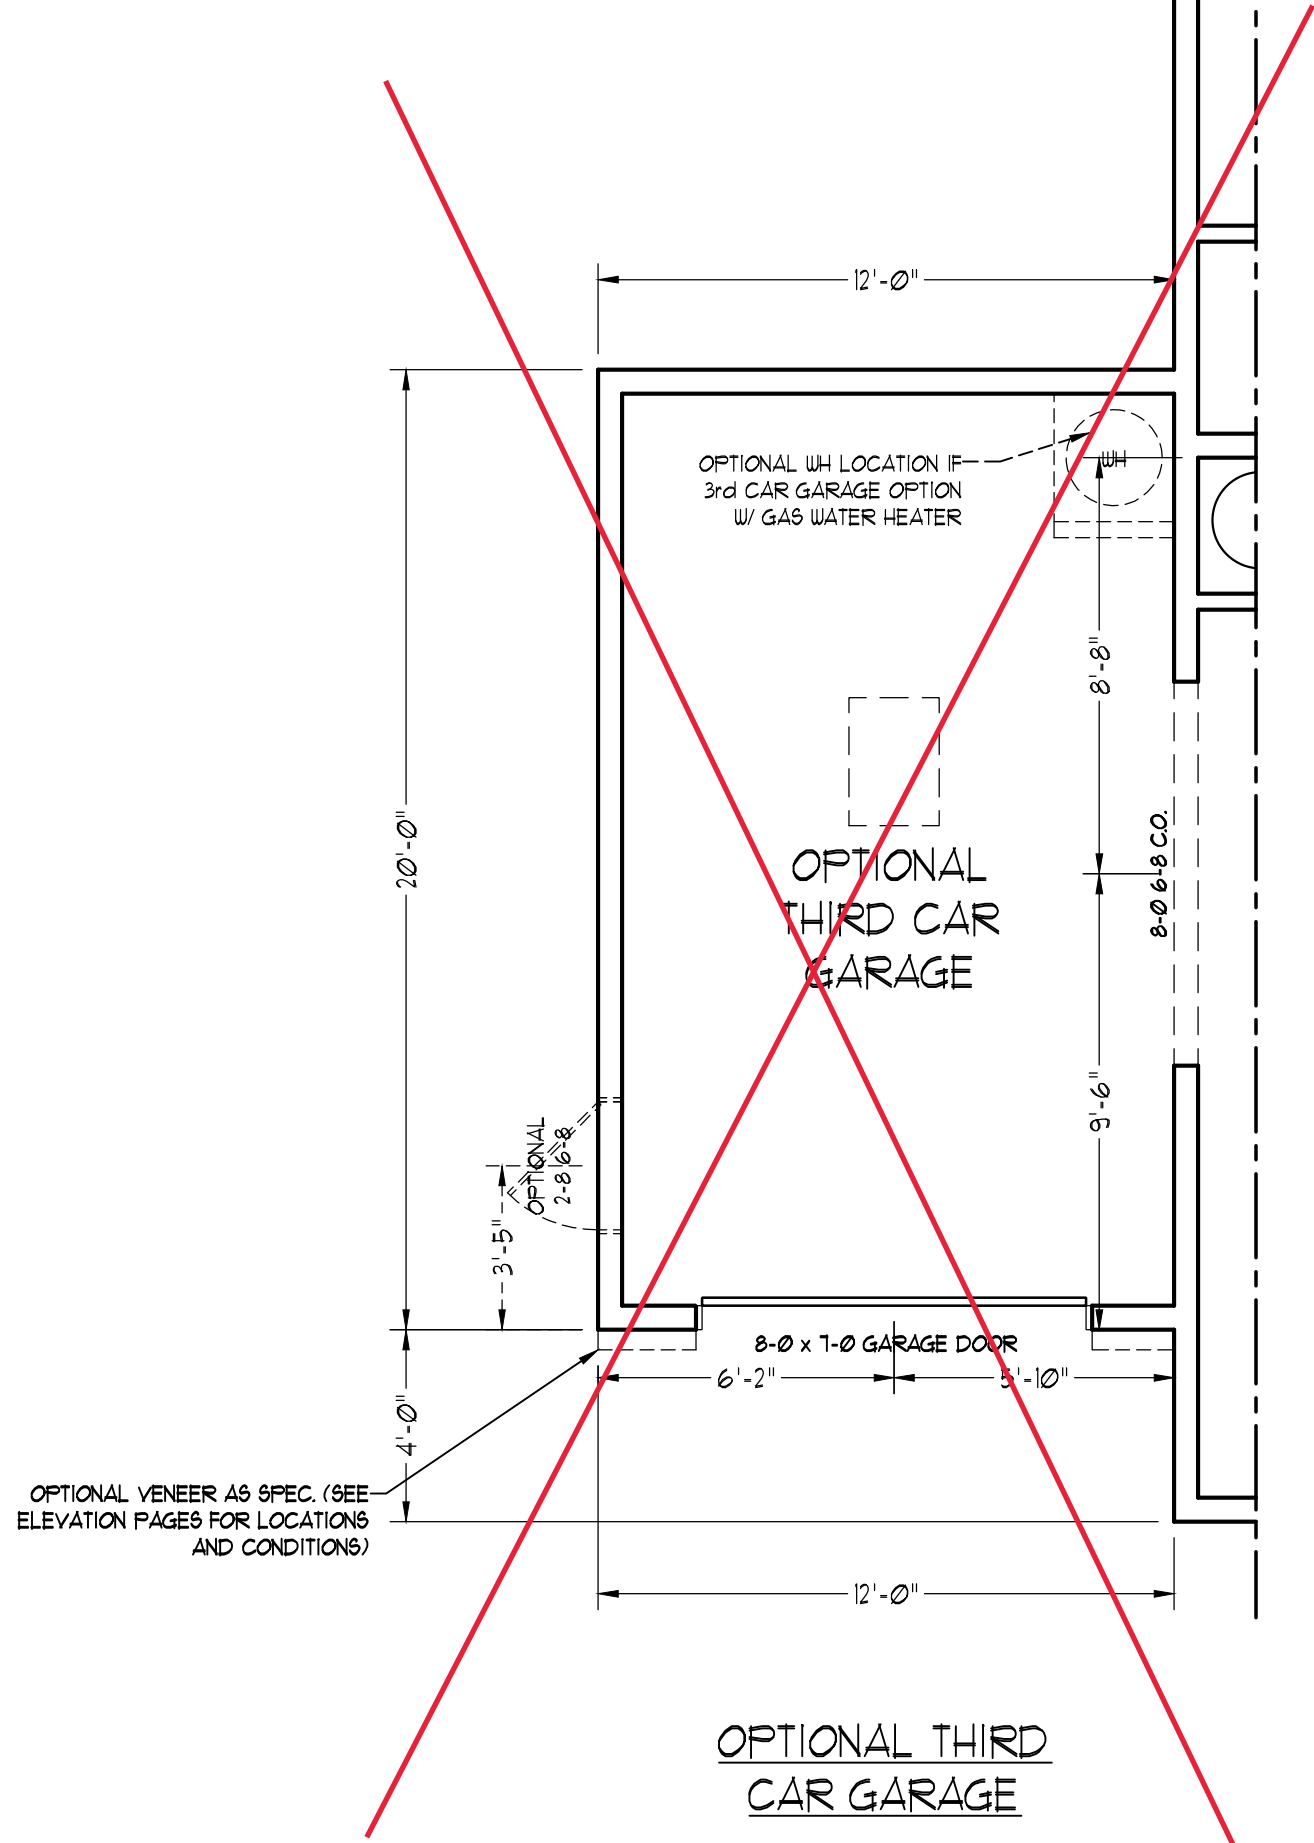 12'-0"
OPTIONAL WH LOCATION IF
3rd CAR GARAGE OPTION
W/ GAS WATER HEATER
WH
8'-8"
20'-0"
8-0 6-8 C.O.
OPTIONAL
THIRD CAR
GARAGE
9'-6"
OPTIONAL
2-8 6-8
3'-5"
8-0 x 7-0 GARAGE DOOR
6'-2"
5'-10"
4'-0"
OPTIONAL VENEER AS SPEC. (SEE
ELEVATION PAGES FOR LOCATIONS
AND CONDITIONS)
12'-0"
OPTIONAL THIRD
CAR GARAGE